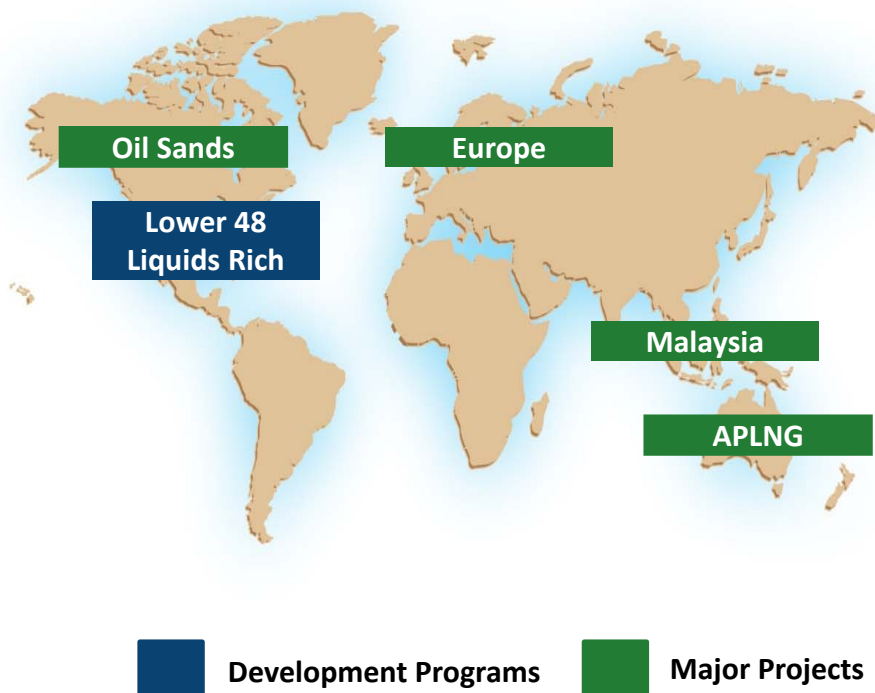 Oil Sands
Europe
Lower 48
Liquids Rich
Malaysia
APLNG
Development Programs
Major Projects